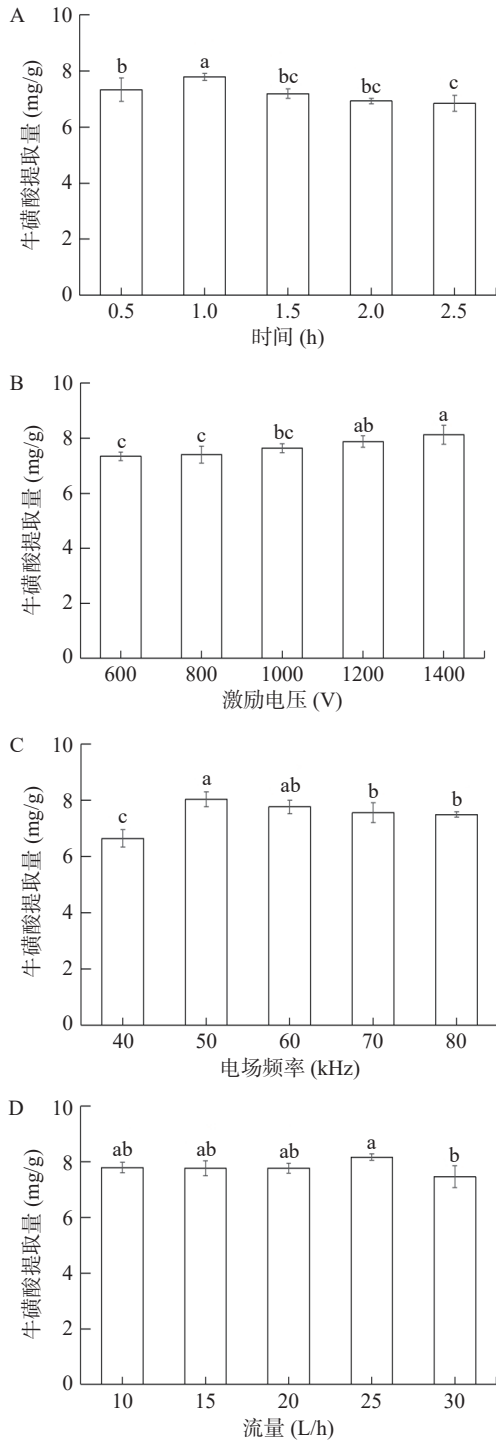 A
牛磺酸提取量 (mg/g)
10
8
6
4
2
0
b
a
bc
bc
c
0.5
1.0
1.5
2.0
2.5
时间 (h)
B
牛磺酸提取量 (mg/g)
10
8
6
4
2
0
c
c
bc
ab
a
600
800
1000
1200
1400
激励电压 (V)
C
牛磺酸提取量 (mg/g)
10
8
6
4
2
0
c
a
ab
b
b
40
50
60
70
80
电场频率 (kHz)
D
牛磺酸提取量 (mg/g)
10
8
6
4
2
0
ab
ab
ab
a
b
10
15
20
25
30
流量 (L/h)